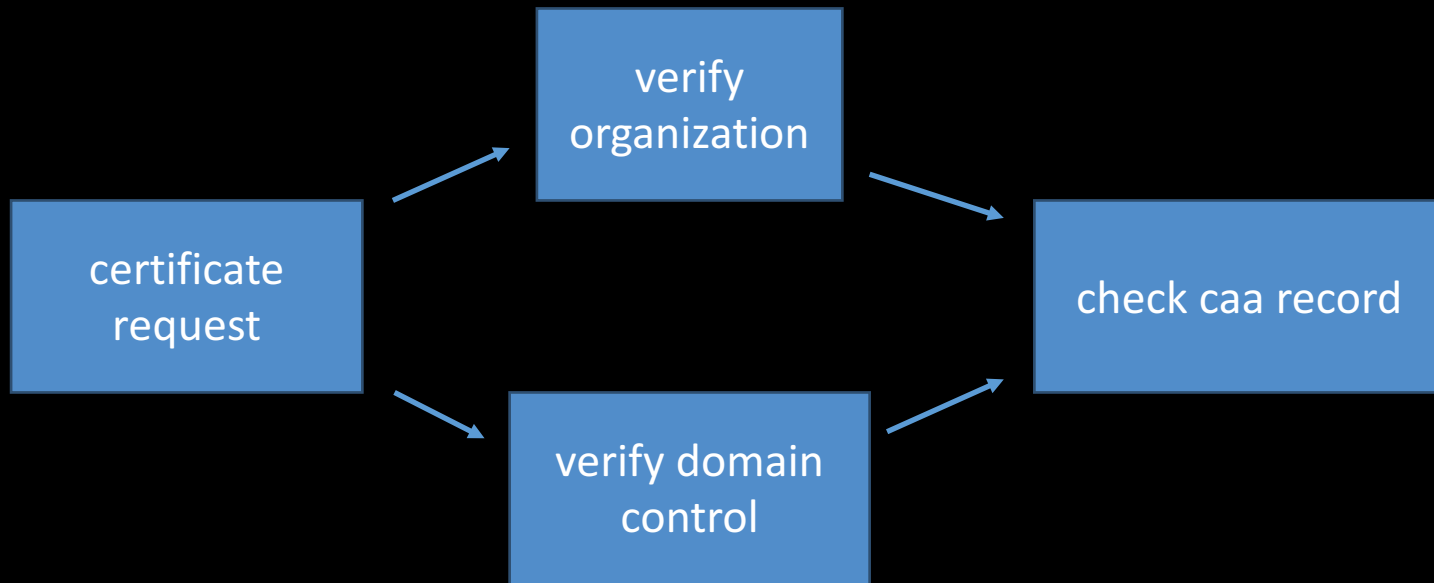 verify
organization
certificate
request
check caa record
verify domain
control